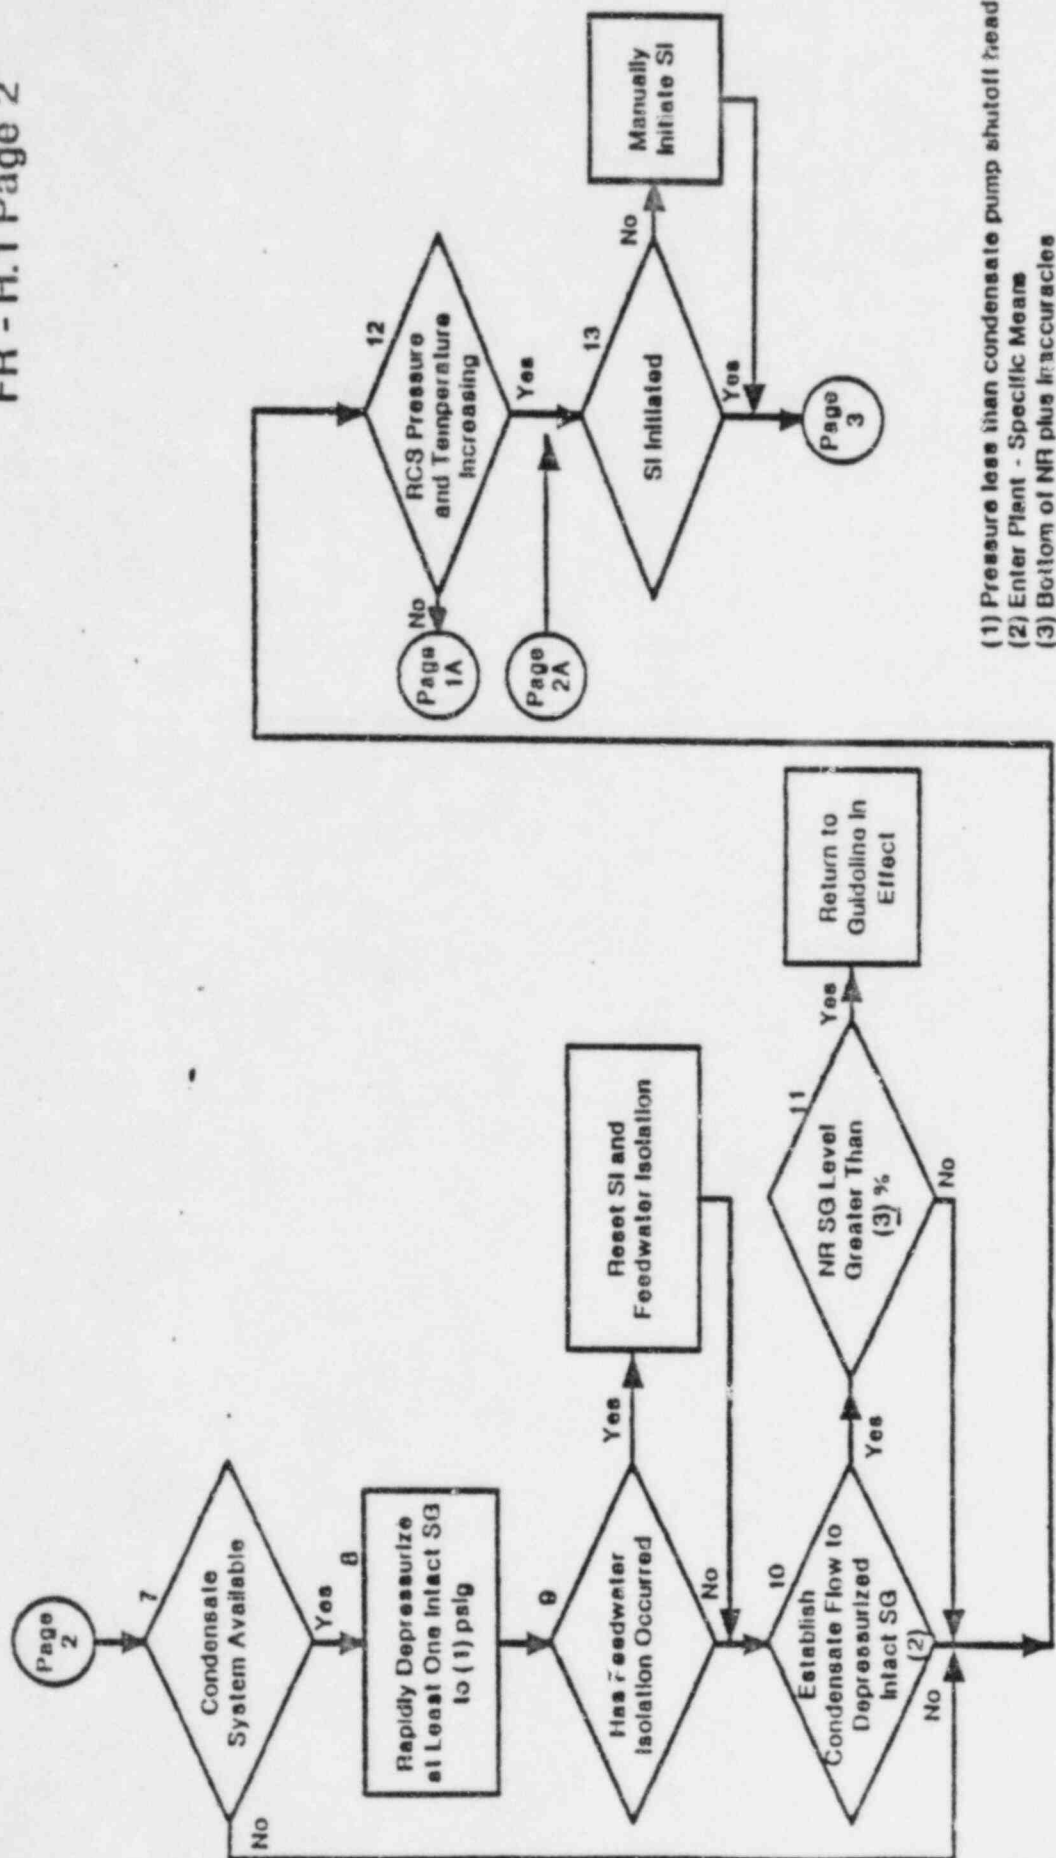 FR - H.1 Page 2
Page
2
7
Condensate
System Available
No
Yes
8
Rapidly Depressurize
at Least One Intact SG
to (1) psig
9
Has Feedwater
Isolation Occurred
Yes
Reset SI and
Feedwater Isolation
No
10
Establish
Condensate Flow to
Depressurized
Intact SG
(2)
No
Yes
11
NR SG Level
Greater Than
(3) %
Yes
Return to
Guideline In
Effect
No
12
RCS Pressure
and Temperature
Increasing
No
Page
1A
Yes
Page
2A
13
SI Initiated
No
Manually
Initiate SI
Yes
Page
3
(1) Pressure less than condensate pump shutoff head
(2) Enter Plant - Specific Means
(3) Bottom of NR plus Inaccuracies